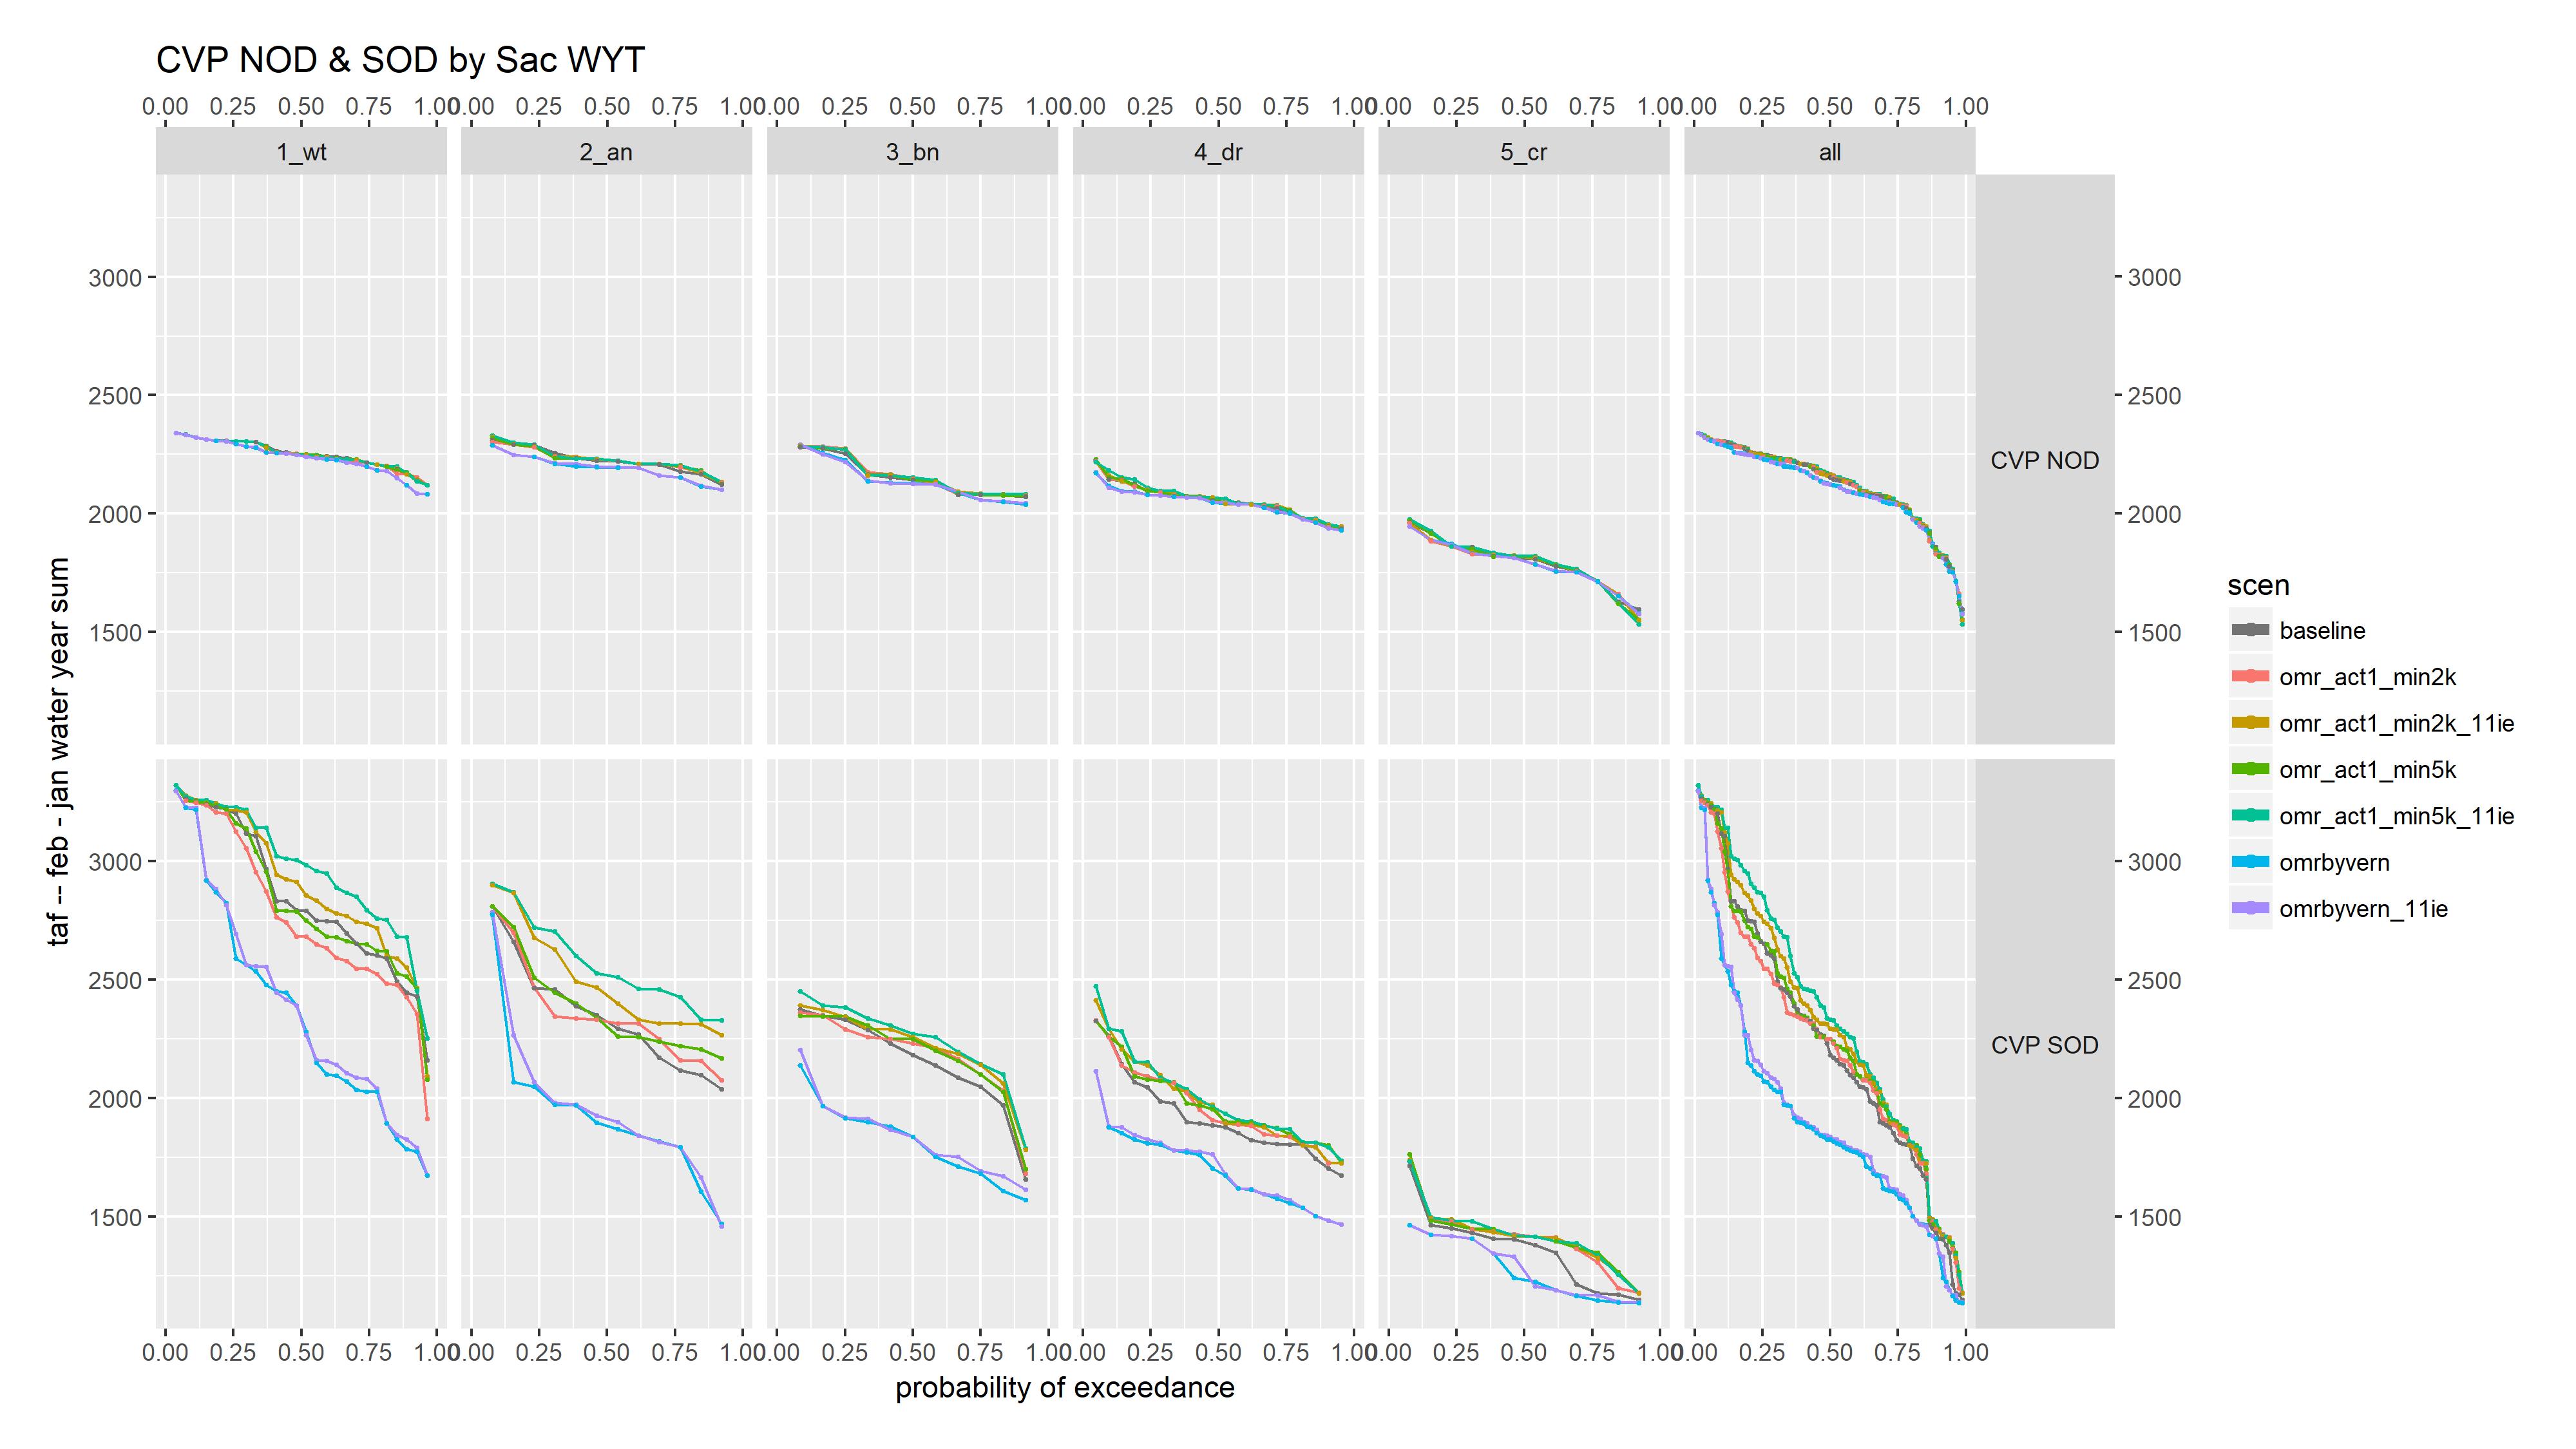 CVP NOD & SOD by Sac WYT
0.00 0.25 0.50 0.75 1.00 0.00 0.25 0.50 0.75 1.00 0.00 0.25 0.50 0.75 1.00 0.00 0.25 0.50 0.75 1.00 0.00 0.25 0.50 0.75 1.00 0.00 0.25 0.50 0.75 1.00
1_wt 2_an 3_bn 4_dr 5_cr all
3000 3000
2500 2500
CVP NOD
2000 2000
1500 1500
taf -- feb - jan water year sum
3000 3000
2500 2500
CVP SOD
2000 2000
1500 1500
0.00 0.25 0.50 0.75 1.00 0.00 0.25 0.50 0.75 1.00 0.00 0.25 0.50 0.75 1.00 0.00 0.25 0.50 0.75 1.00 0.00 0.25 0.50 0.75 1.00 0.00 0.25 0.50 0.75 1.00
probability of exceedance
scen
baseline
omr_act1_min2k
omr_act1_min2k_11ie
omr_act1_min5k
omr_act1_min5k_11ie
omrbyvern
omrbyvern_11ie